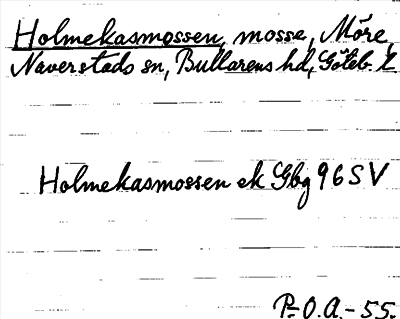 Holmekasmossen, mosse, Möre,
Naverstads sn, Bullarens hd, Göteb. L
Holmekasmossen ek Gbg 96 SV
P.-O.A.-55.